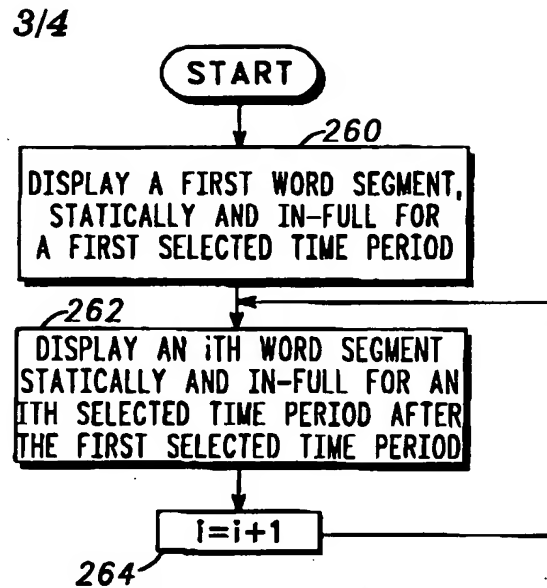 3/4
START
260
DISPLAY A FIRST WORD SEGMENT,
STATICALLY AND IN-FULL FOR
A FIRST SELECTED TIME PERIOD
262
DISPLAY AN iTH WORD SEGMENT
STATICALLY AND IN-FULL FOR AN
ITH SELECTED TIME PERIOD AFTER
THE FIRST SELECTED TIME PERIOD
i=i+1
264